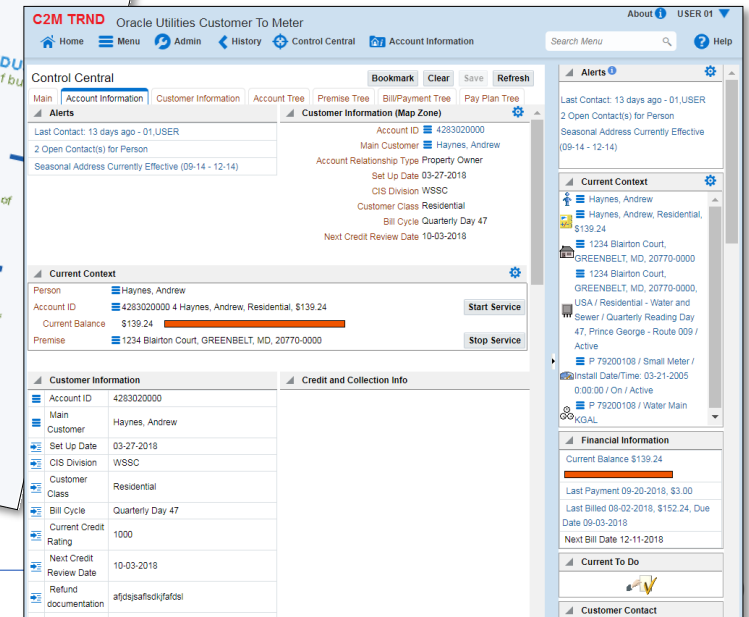 C2M TRND Oracle Utilities Customer To Meter
About USER 01
Home Menu Admin History Control Central Account Information
Search Menu
Help
DU
of bu
of
Control Central
Bookmark Clear Save Refresh
Main Account Information Customer Information Account Tree Premise Tree Bill/Payment Tree Pay Plan Tree
Alerts
Last Contact: 13 days ago - 01,USER
2 Open Contact(s) for Person
Seasonal Address Currently Effective (09-14 - 12-14)
Customer Information (Map Zone)
Account ID 4283020000
Main Customer Haynes, Andrew
Account Relationship Type Property Owner
Set Up Date 03-27-2018
CIS Division WSSC
Customer Class Residential
Bill Cycle Quarterly Day 47
Next Credit Review Date 10-03-2018
Current Context
Person Haynes, Andrew
Account ID 4283020000 4 Haynes, Andrew, Residential, $139.24
Start Service
Current Balance $139.24
Premise 1234 Blairton Court, GREENBELT, MD, 20770-0000
Stop Service
Customer Information
Account ID 4283020000
Main
Customer
Haynes, Andrew
Set Up Date 03-27-2018
CIS Division WSSC
Customer
Class
Residential
Bill Cycle Quarterly Day 47
Current Credit
Rating
1000
Next Credit
Review Date
10-03-2018
Refund
documentation
afjdsjsaflsdkjfafdsl
Credit and Collection Info
Alerts
Last Contact: 13 days ago - 01,USER
2 Open Contact(s) for Person
Seasonal Address Currently Effective
(09-14 - 12-14)
Current Context
Haynes, Andrew
Haynes, Andrew, Residential,
$139.24
1234 Blairton Court,
GREENBELT, MD, 20770-0000
1234 Blairton Court,
GREENBELT, MD, 20770-0000,
USA / Residential - Water and
Sewer / Quarterly Reading Day
47, Prince George - Route 009 /
Active
P 79200108 / Small Meter /
Install Date/Time: 03-21-2005
0:00:00 / On / Active
P 79200108 / Water Main
KGAL
Financial Information
Current Balance $139.24
Last Payment 09-20-2018, $3.00
Last Billed 08-02-2018, $152.24, Due
Date 09-03-2018
Next Bill Date 12-11-2018
Current To Do
Customer Contact